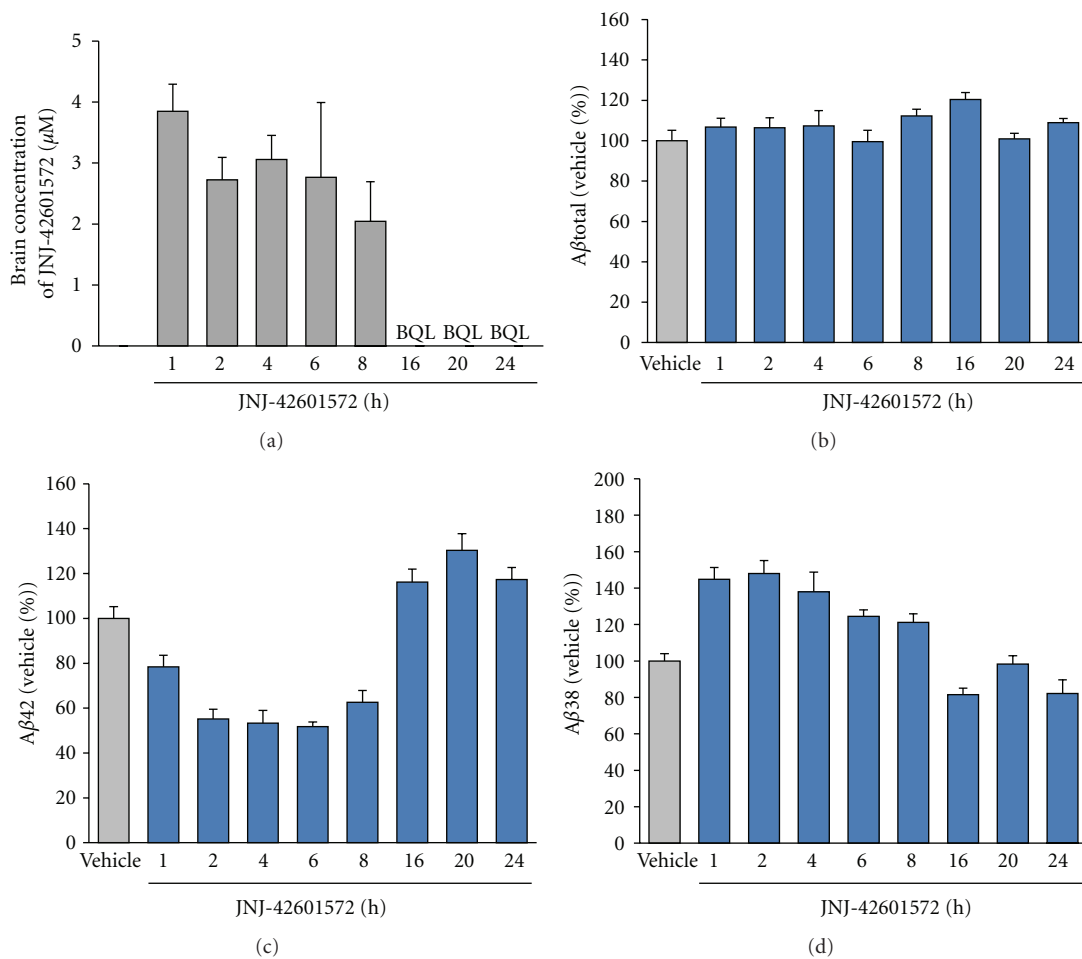 5
4
3
2
1
0
Brain concentration
of JNJ-42601572 (µM)
BQL BQL BQL
1 2 4 6 8 16 20 24
JNJ-42601572 (h)
(a)
160
140
120
100
80
60
40
20
0
Aβtotal (vehicle (%))
Vehicle 1 2 4 6 8 16 20 24
JNJ-42601572 (h)
(b)
160
140
120
100
80
60
40
20
0
Aβ42 (vehicle (%))
Vehicle 1 2 4 6 8 16 20 24
JNJ-42601572 (h)
(c)
200
180
160
140
120
100
80
60
40
20
0
Aβ38 (vehicle (%))
Vehicle 1 2 4 6 8 16 20 24
JNJ-42601572 (h)
(d)